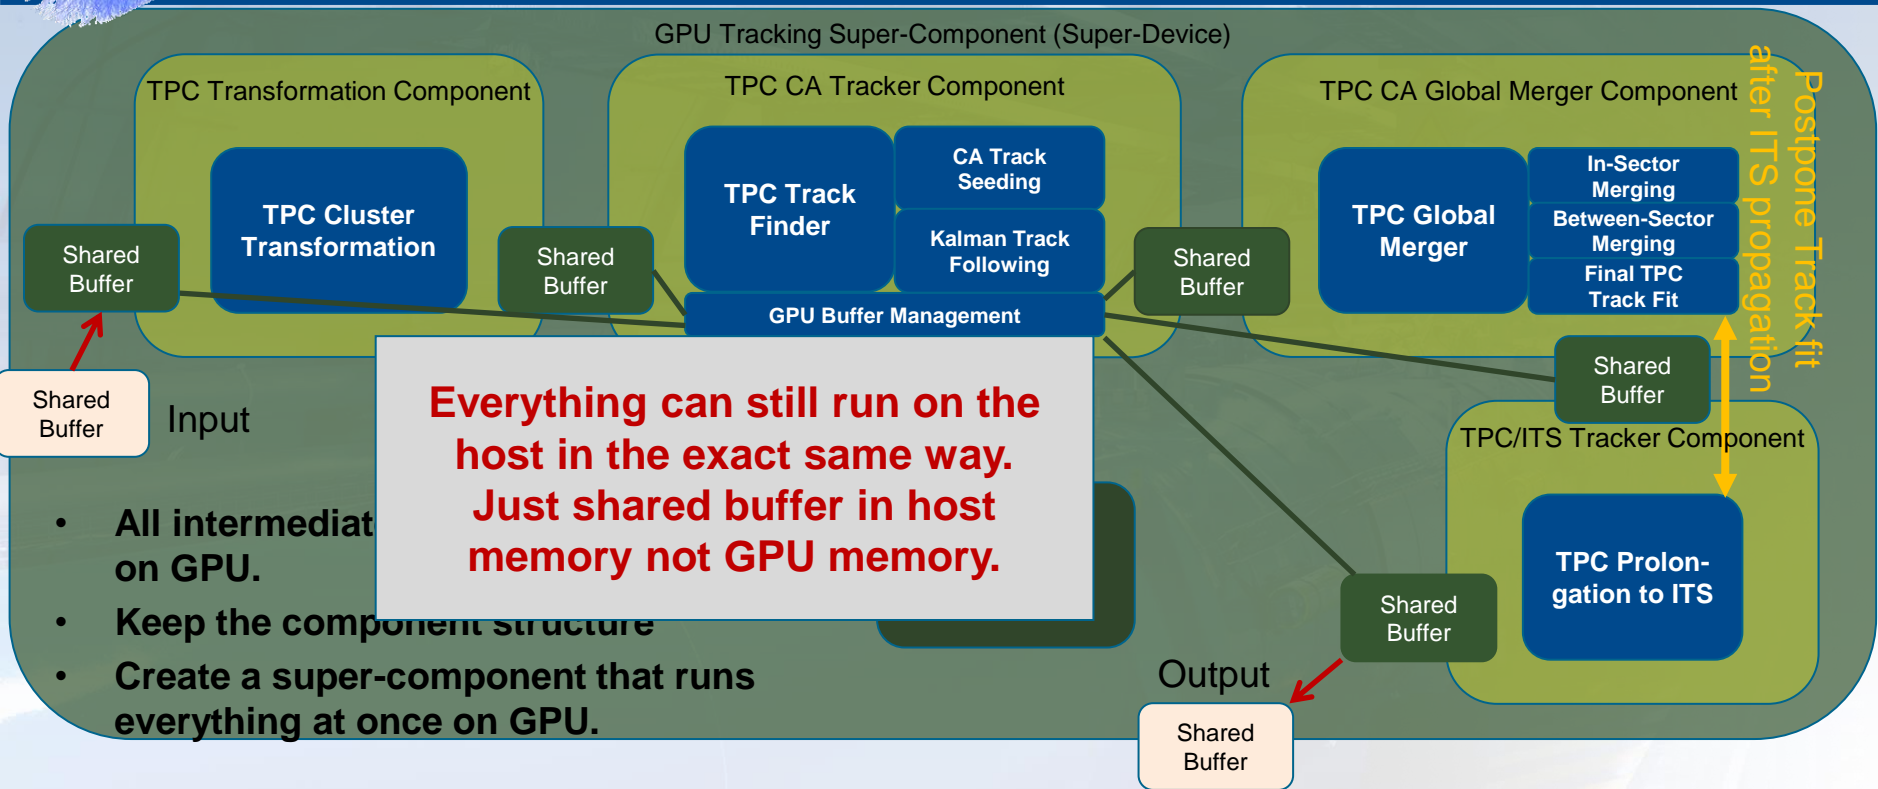 GPU Tracking Super-Component (Super-Device)
TPC Transformation Component
TPC Cluster
Transformation
TPC CA Tracker Component
TPC Track
Finder
CA Track
Seeding
Kalman Track
Following
GPU Buffer Management
TPC CA Global Merger Component
TPC Global
Merger
In-Sector
Merging
Between-Sector
Merging
Final TPC
Track Fit
Postpone Track fit
after ITS propagation
Shared
Buffer
Shared
Buffer
Shared
Buffer
Shared
Buffer
Shared
Buffer
Input
Everything can still run on the
host in the exact same way.
Just shared buffer in host
memory not GPU memory.
TPC/ITS Tracker Component
TPC Prolon-
gation to ITS
Shared
Buffer
Output
Shared
Buffer
• All intermediat
on GPU.
• Keep the component structure
• Create a super-component that runs
everything at once on GPU.